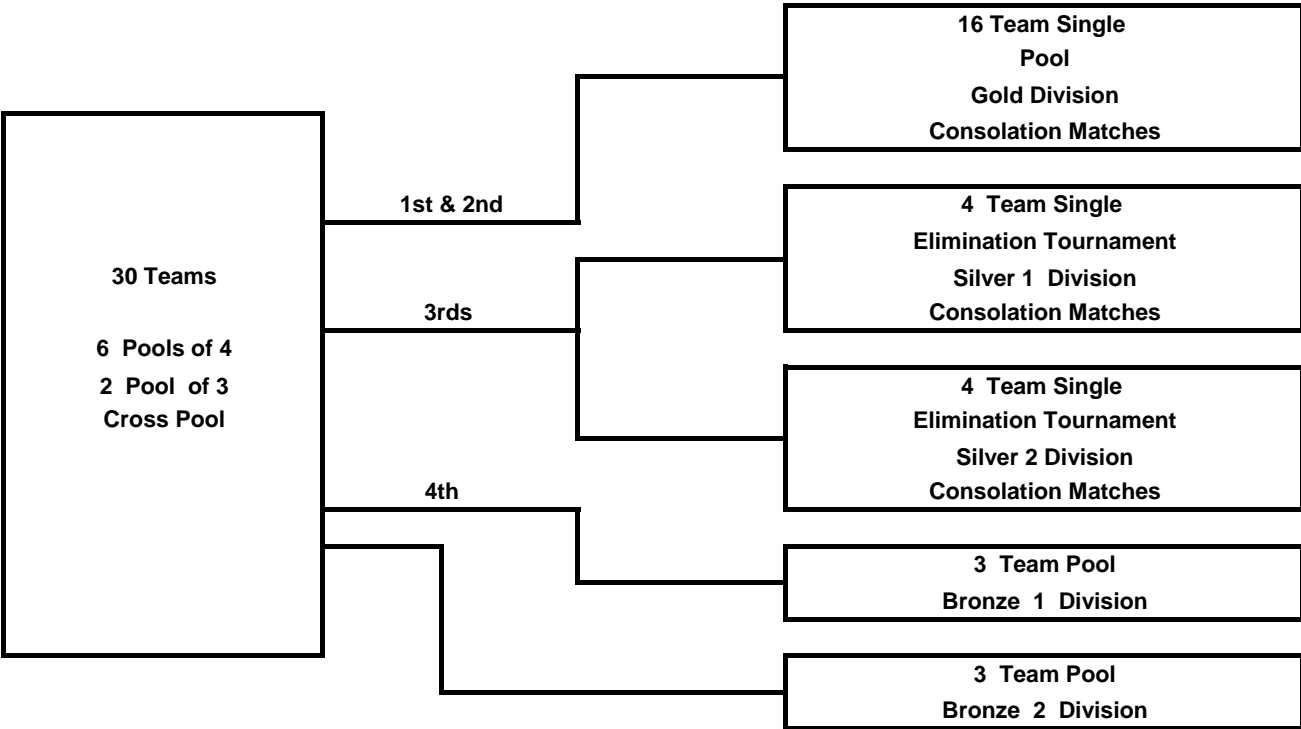 30 Teams
6 Pools of 4
2 Pool of 3
Cross Pool
1st & 2nd
3rds
4th
16 Team Single
Pool
Gold Division
Consolation Matches
4 Team Single
Elimination Tournament
Silver 1 Division
Consolation Matches
4 Team Single
Elimination Tournament
Silver 2 Division
Consolation Matches
3 Team Pool
Bronze 1 Division
3 Team Pool
Bronze 2 Division